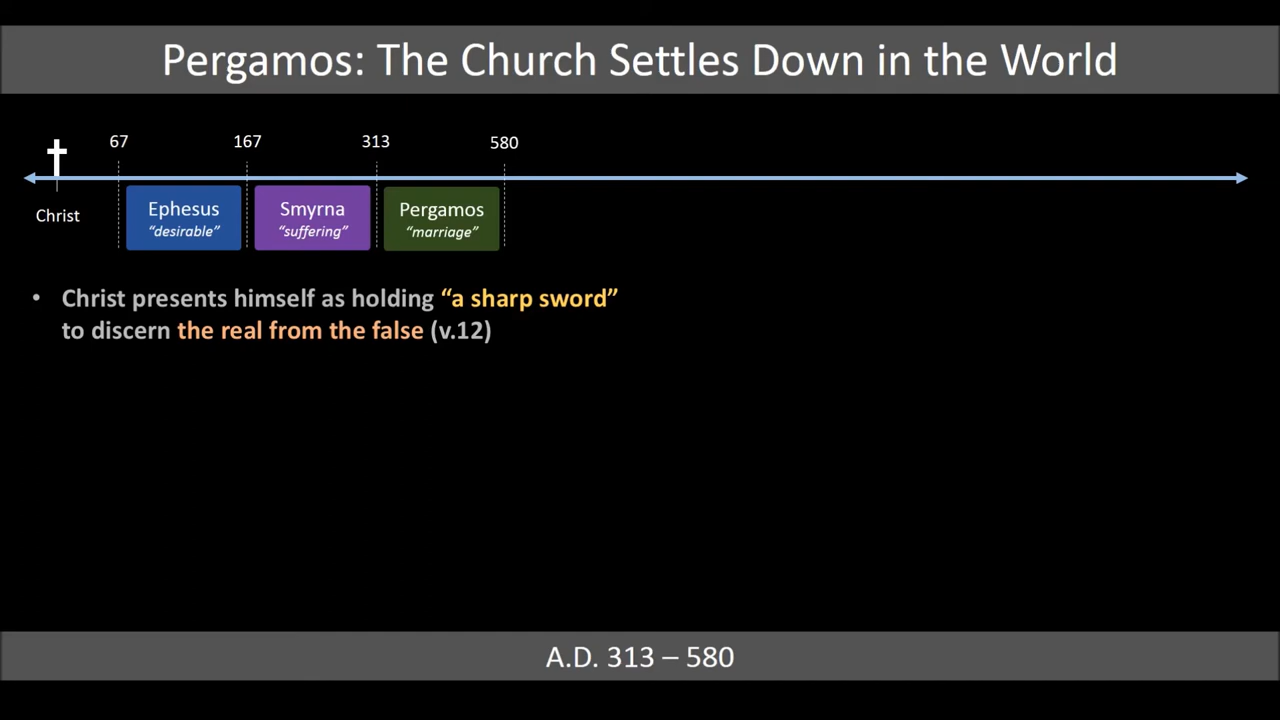 Pergamos: The Church Settles Down in the World
67
167
313
580
Christ
Ephesus
“desirable”
Smyrna
“suffering”
Pergamos
“marriage”
• Christ presents himself as holding “a sharp sword”
to discern the real from the false (v.12)
A.D. 313 – 580